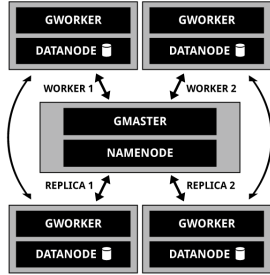 GWORKER
GWORKER
DATANODE
DATANODE
WORKER 1
WORKER 2
GMASTER
NAMENODE
REPLICA 1
REPLICA 2
GWORKER
GWORKER
DATANODE
DATANODE